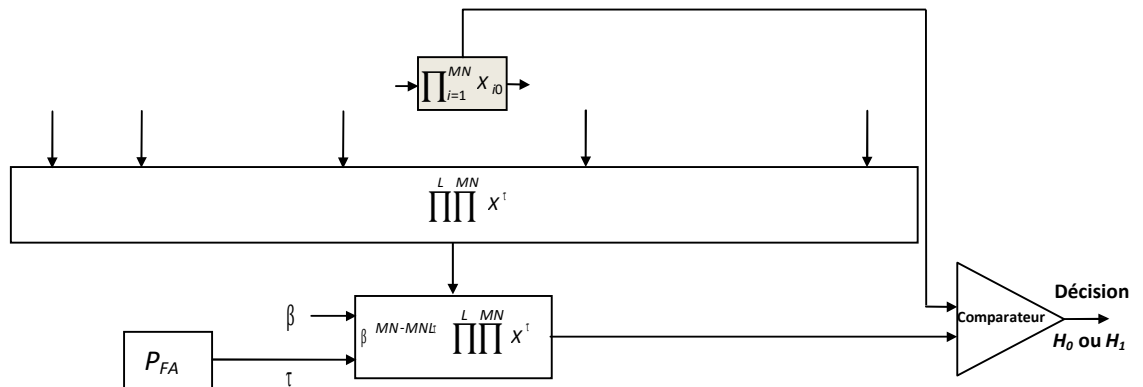 ∏_{i=1}^{MN} X_{i0}
∏^{L} ∏^{MN} X^{τ}
β
β^{MN-MNLτ} ∏^{L} ∏^{MN} X^{τ}
P_{FA}
τ
Comparateur
Décision
H_0 ou H_1